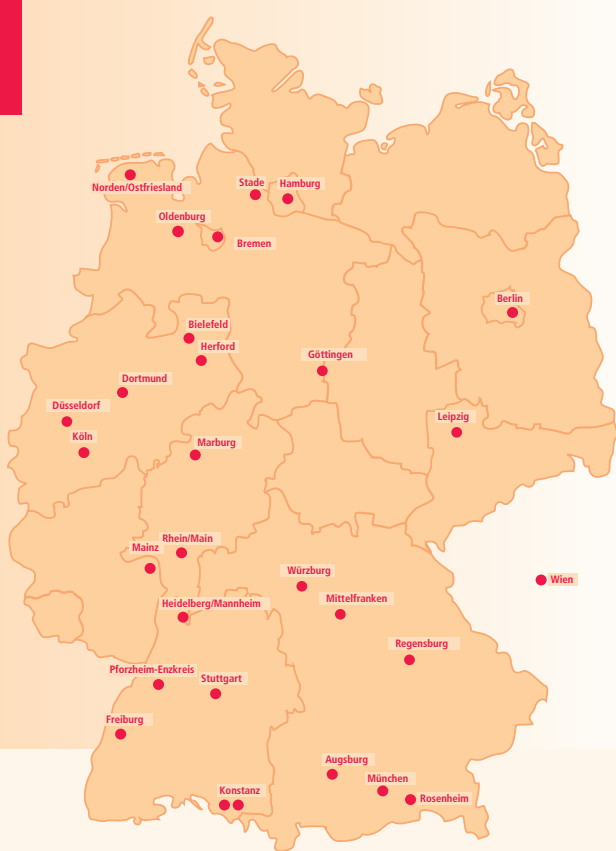 Norden/Ostfriesland
Stade
Hamburg
Oldenburg
Bremen
Berlin
Bielefeld
Herford
Göttingen
Dortmund
Düsseldorf
Leipzig
Köln
Marburg
Rhein/Main
Mainz
Würzburg
Wien
Mittelfranken
Heidelberg/Mannheim
Regensburg
Pforzheim-Enzkreis
Stuttgart
Freiburg
Augsburg
München
Konstanz
Rosenheim